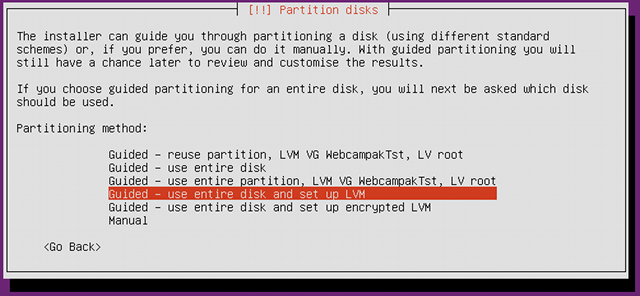 [!!] Partition disks
The installer can guide you through partitioning a disk (using different standard
schemes) or, if you prefer, you can do it manually. With guided partitioning you will
still have a chance later to review and customise the results.
If you choose guided partitioning for an entire disk, you will next be asked which disk
should be used.
Partitioning method:
Guided - reuse partition, LVM VG WebcampakTst, LV root
Guided - use entire disk
Guided - use entire partition, LVM VG WebcampakTst, LV root
Guided - use entire disk and set up LVM
Guided - use entire disk and set up encrypted LVM
Manual
<Go Back>